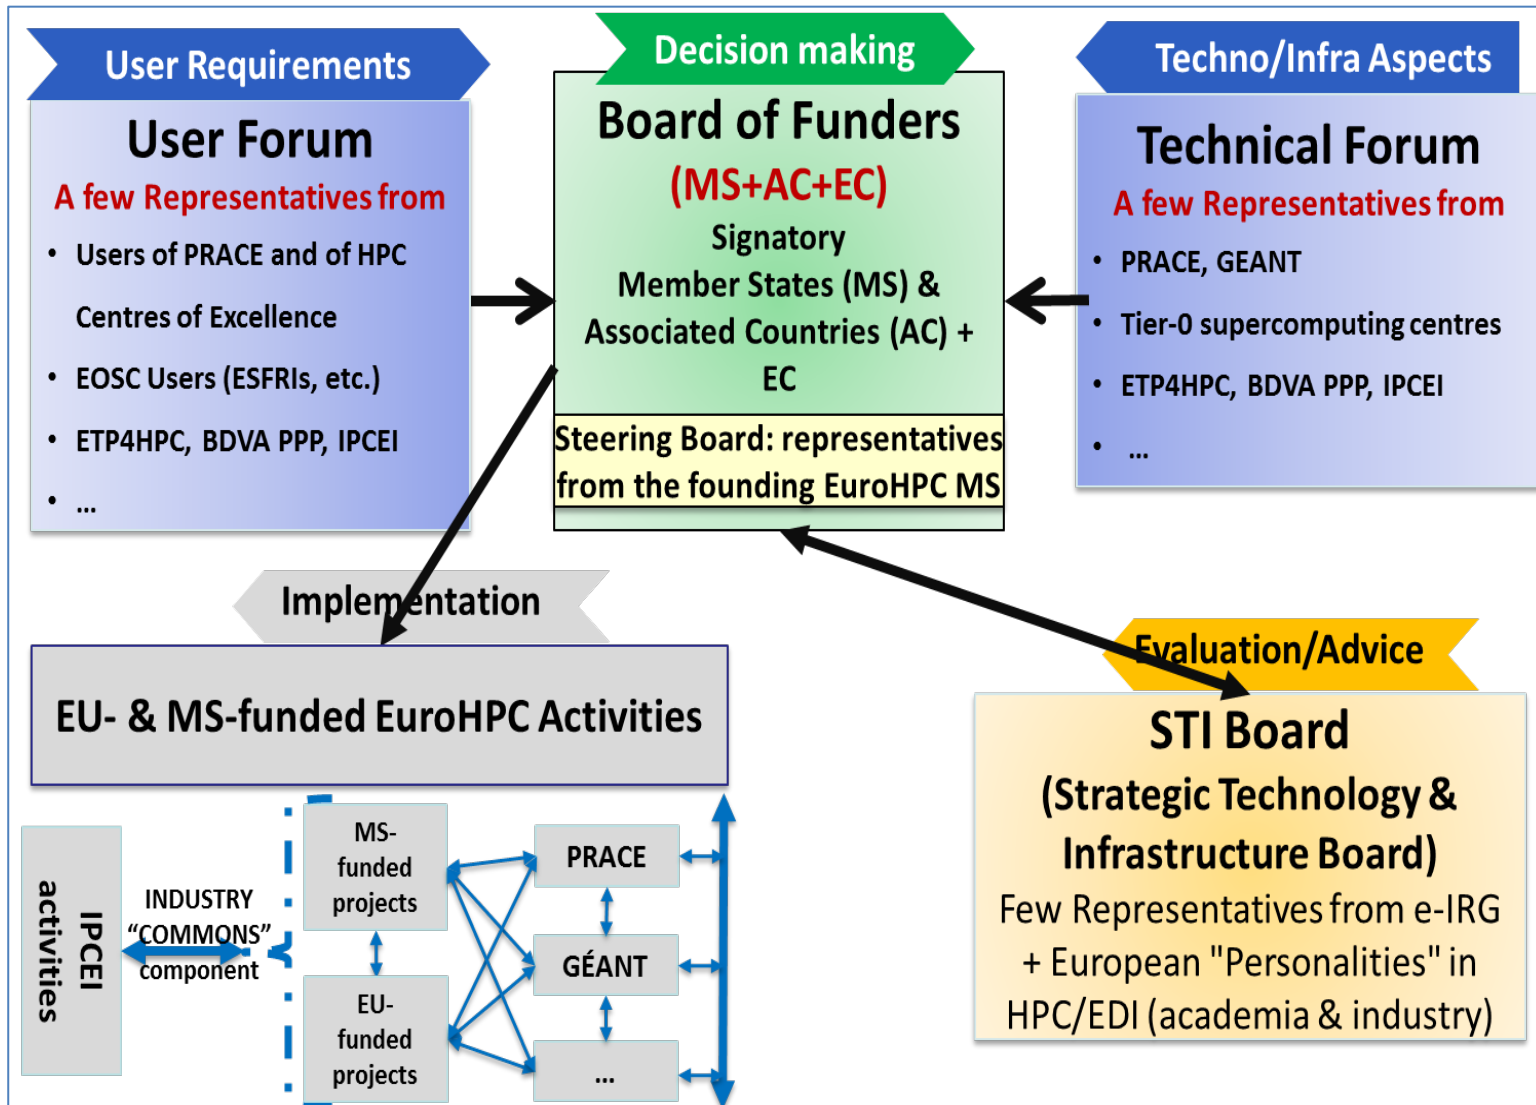 User Requirements
User Forum
A few Representatives from
• Users of PRACE and of HPC
Centres of Excellence
• EOSC Users (ESFRIs, etc.)
• ETP4HPC, BDVA PPP, IPCEI
• ...
Decision making
Board of Funders
(MS+AC+EC)
Signatory
Member States (MS) &
Associated Countries (AC) +
EC
Steering Board: representatives
from the founding EuroHPC MS
Techno/Infra Aspects
Technical Forum
A few Representatives from
• PRACE, GEANT
• Tier-0 supercomputing centres
• ETP4HPC, BDVA PPP, IPCEI
• ...
Implementation
EU- & MS-funded EuroHPC Activities
IPCEI
activities
INDUSTRY
“COMMONS”
component
MS-
funded
projects
EU-
funded
projects
PRACE
GÉANT
...
Evaluation/Advice
STI Board
(Strategic Technology &
Infrastructure Board)
Few Representatives from e-IRG
+ European "Personalities" in
HPC/EDI (academia & industry)